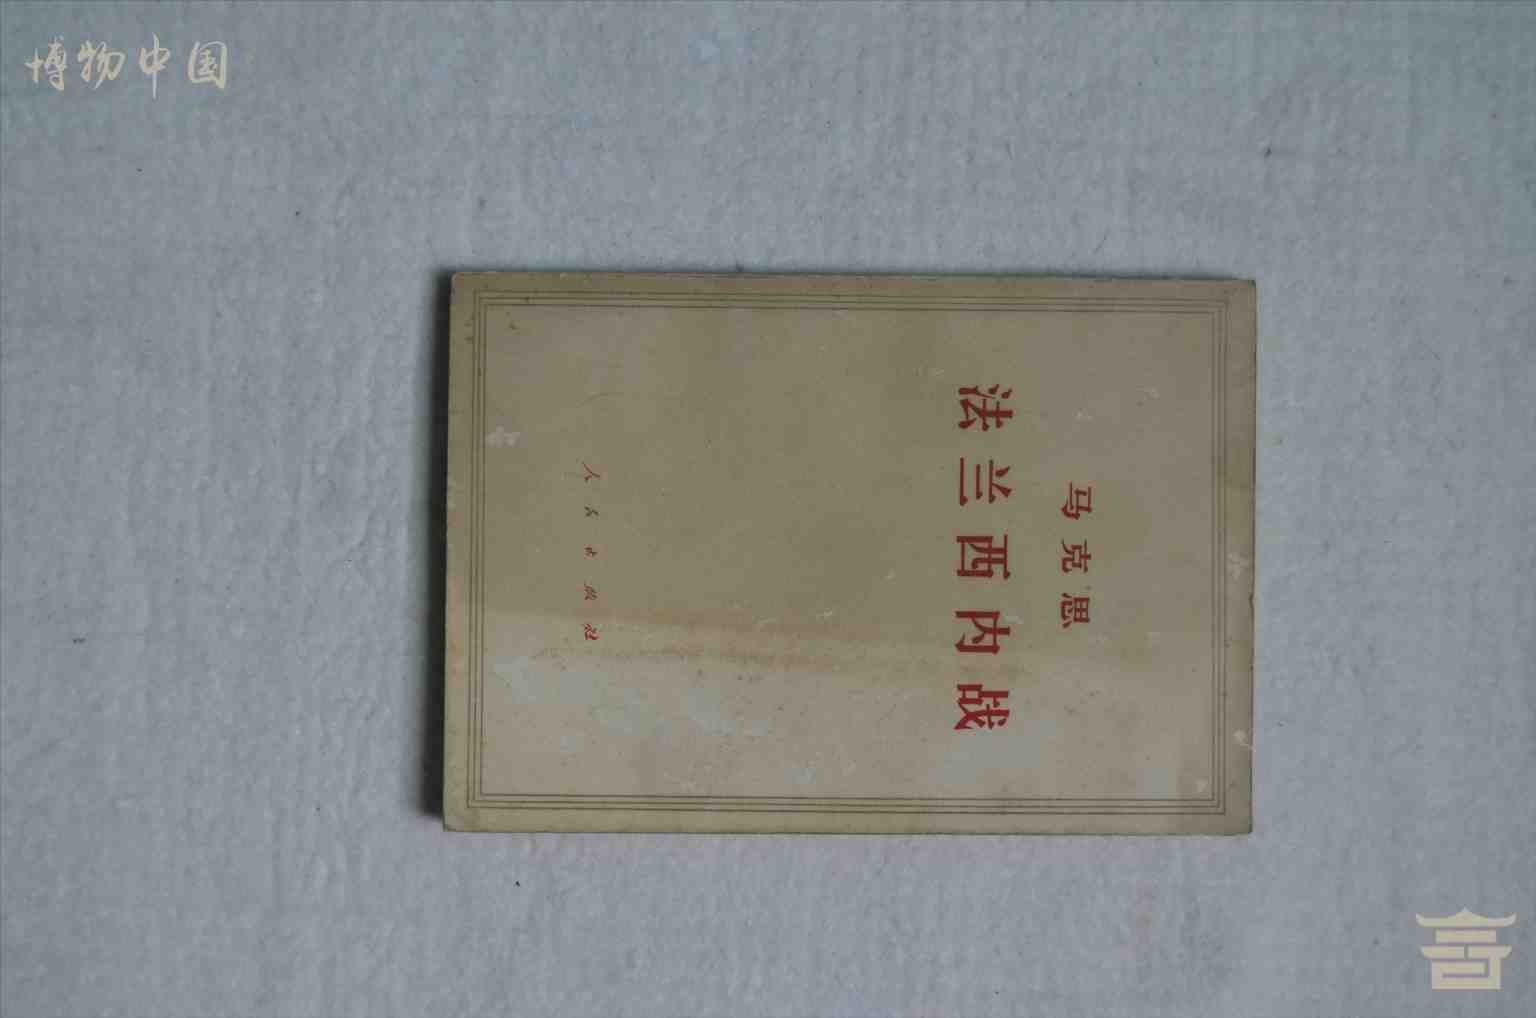 博物中国
马克思
法兰西内战
人民出版社